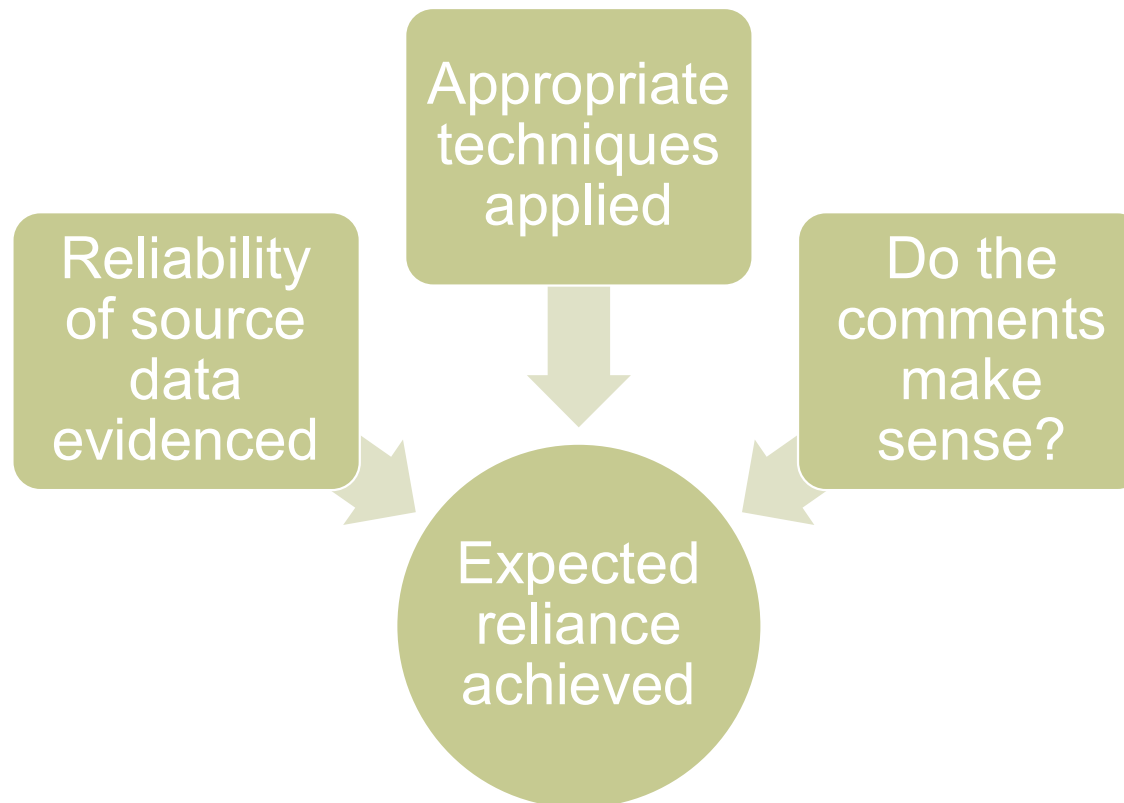 Appropriate
techniques
applied
Reliability
of source
data
evidenced
Do the
comments
make
sense?
Expected
reliance
achieved